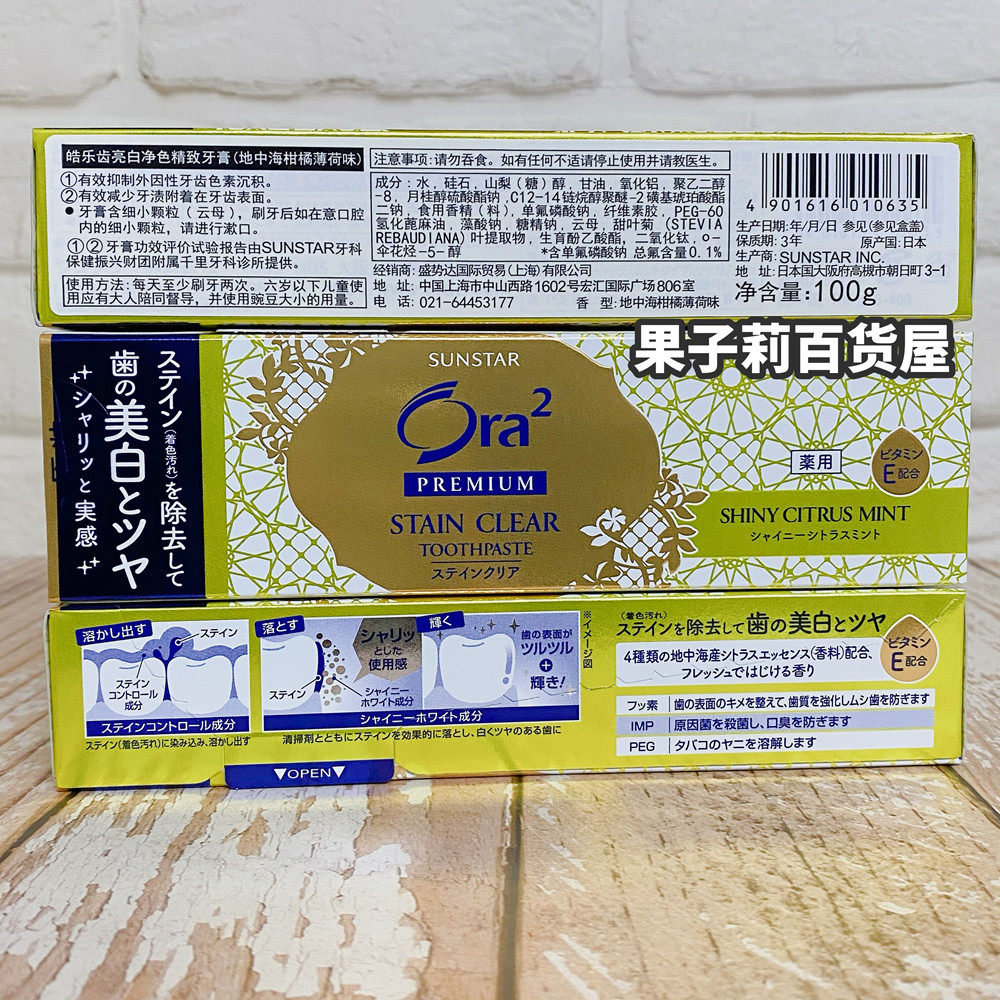 皓乐齿亮白净色精致牙膏(地中海柑橘薄荷味)
①有效抑制外因性牙齿色素沉积。
②有效减少牙渍附着在牙齿表面。
● 牙膏含细小颗粒（云母），刷牙后如在意口腔
内的细小颗粒，请进行漱口。
①②牙膏功效评价试验报告由SUNSTAR牙科
保健振兴财团附属千里牙科诊所提供。
使用方法:每天至少刷牙两次。六岁以下儿童使
用应有大人陪同督导，并使用豌豆大小的用量。
注意事项:请勿吞食。如有任何不适请停止使用并请教医生。
成分：水，硅石，山梨（糖）醇，甘油，氧化铝，聚乙二醇
-8，月桂醇硫酸酯钠,C12-14链烷醇聚醚-2磺基琥珀酸酯
二钠，食用香精（料），单氟磷酸钠，纤维素胶，PEG-60
氢化蓖麻油，藻酸钠，糖精钠，云母，甜叶菊（STEVIA
REBAUDIANA）叶提取物，生育酚乙酸酯，二氧化钛，o-
伞花烃-5-醇 *含单氟磷酸钠 总氟含量0.1%
经销商:盛势达国际贸易(上海)有限公司
地 址:中国上海市中山西路1602号宏汇国际广场806室
电 话:021-64453177 香 型:地中海柑橘薄荷味
4 901616 010635
生产日期:年/月/日 参见(参见盒盖)
保质期:3年 原产国:日本
生产商:SUNSTAR INC.
地 址:日本国大阪府高槻市朝日町3-1
净含量:100g
果子莉百货屋
ステイン(着色汚れ)を除去して
歯の美白とツヤ
シャリッと実感
SUNSTAR
Ora2
PREMIUM
STAIN CLEAR
TOOTHPASTE
ステインクリア
薬用
ビタミン
E配合
SHINY CITRUS MINT
シャイニーシトラスミント
溶かし出す
ステイン
ステイン
コントロール
成分
ステインコントロール成分
ステイン(着色汚れ)に染み込み、溶かし出す
落とす
シャリッ
とした
使用感
ステイン
シャイニー
ホワイト成分
輝く
歯の表面が
ツルツル
+
輝き!
シャイニーホワイト成分
清掃剤とともにステインを効果的に落とし、白くツヤのある歯に
※イメージ図
▼OPEN▼
(着色汚れ)
ステインを除去して歯の美白とツヤ
4種類の地中海産シトラスエッセンス(香料)配合、
フレッシュではじける香り
ビタミン
E配合
フッ素 歯の表面のキメを整えて、歯質を強化しムシ歯を防ぎます
IMP 原因菌を殺菌し、口臭を防ぎます
PEG タバコのヤニを溶解します